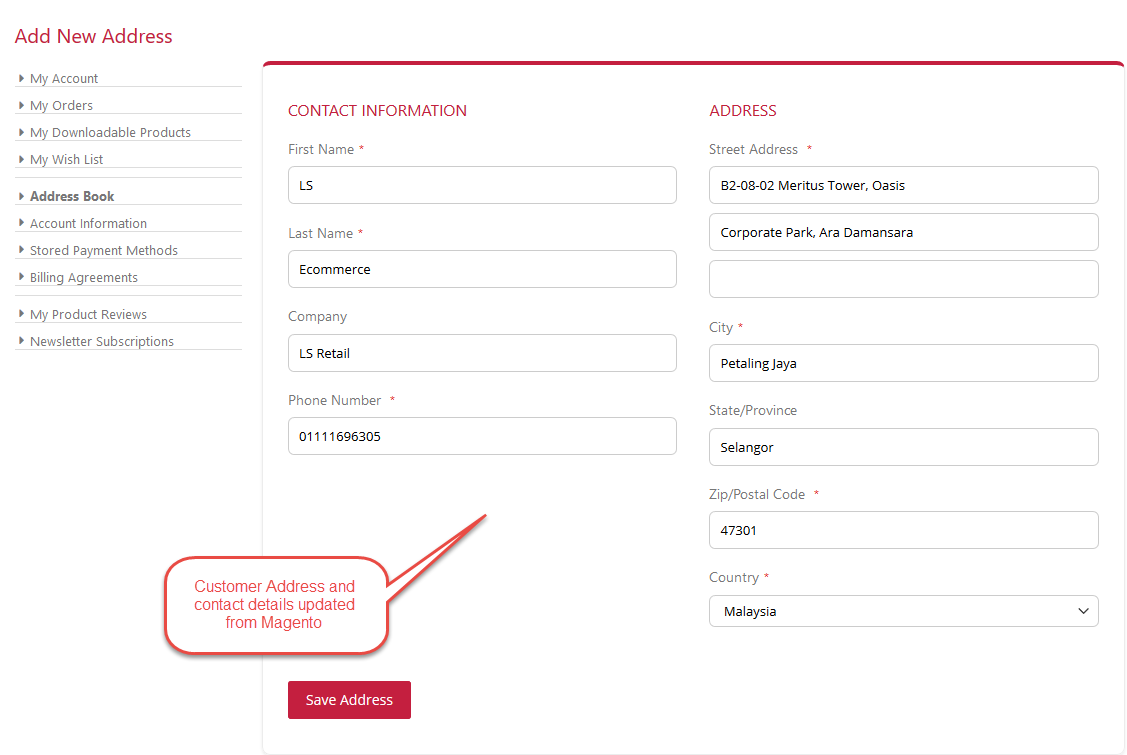 Add New Address
My Account
My Orders
My Downloadable Products
My Wish List
Address Book
Account Information
Stored Payment Methods
Billing Agreements
My Product Reviews
Newsletter Subscriptions
CONTACT INFORMATION
First Name *
LS
Last Name *
Ecommerce
Company
LS Retail
Phone Number *
01111696305
ADDRESS
Street Address *
B2-08-02 Meritus Tower, Oasis
Corporate Park, Ara Damansara
City *
Petaling Jaya
State/Province
Selangor
Zip/Postal Code *
47301
Country *
Malaysia
Customer Address and
contact details updated
from Magento
Save Address